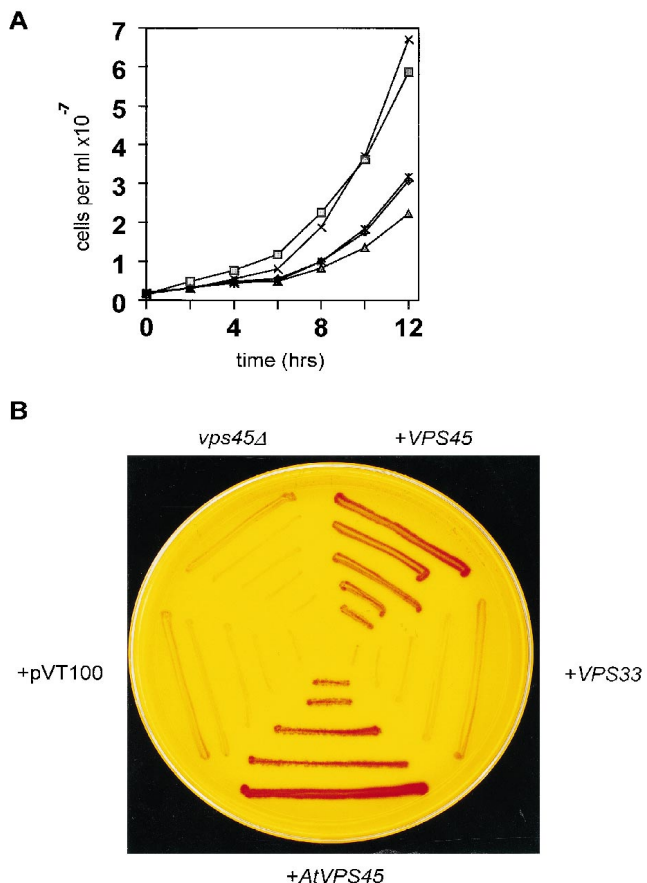 A
7
6
5
4
3
2
1
0
cells per ml x10⁻⁷
0 4 8 12
time (hrs)
B
vps45Δ +VPS45
+pVT100 +VPS33
+AtVPS45